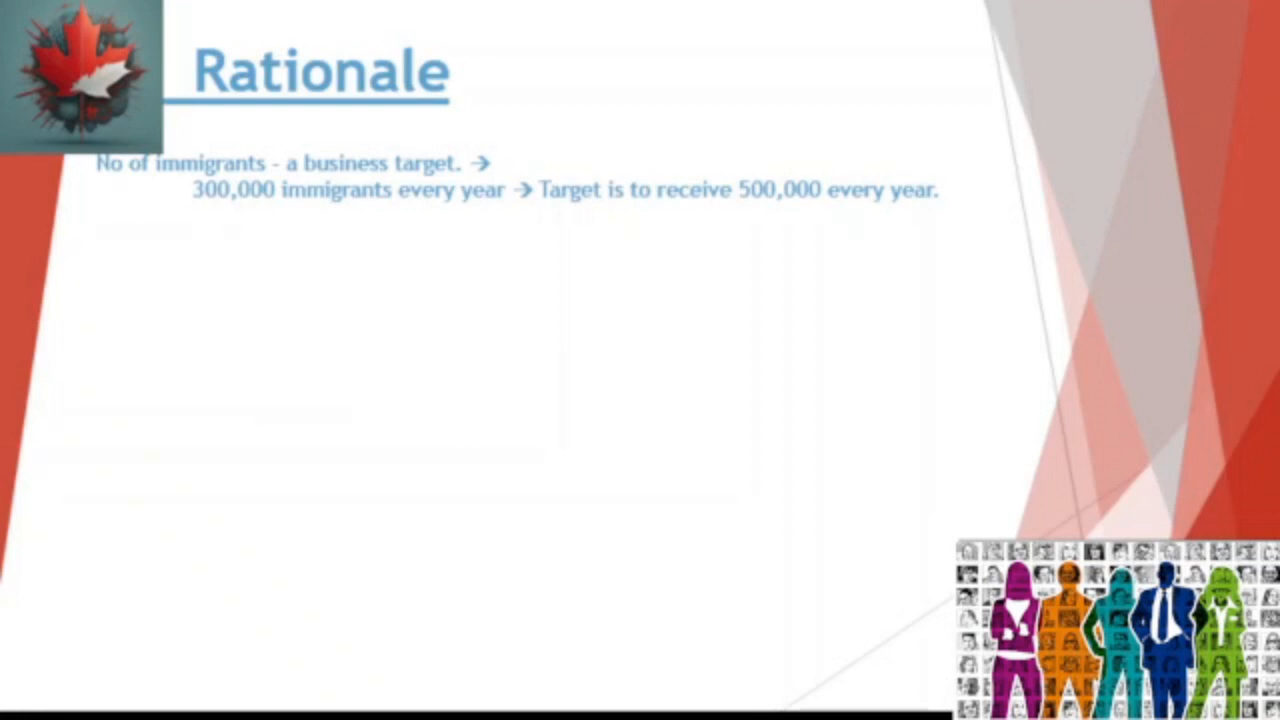 Rationale
No of immigrants - a business target. →
300,000 immigrants every year → Target is to receive 500,000 every year.